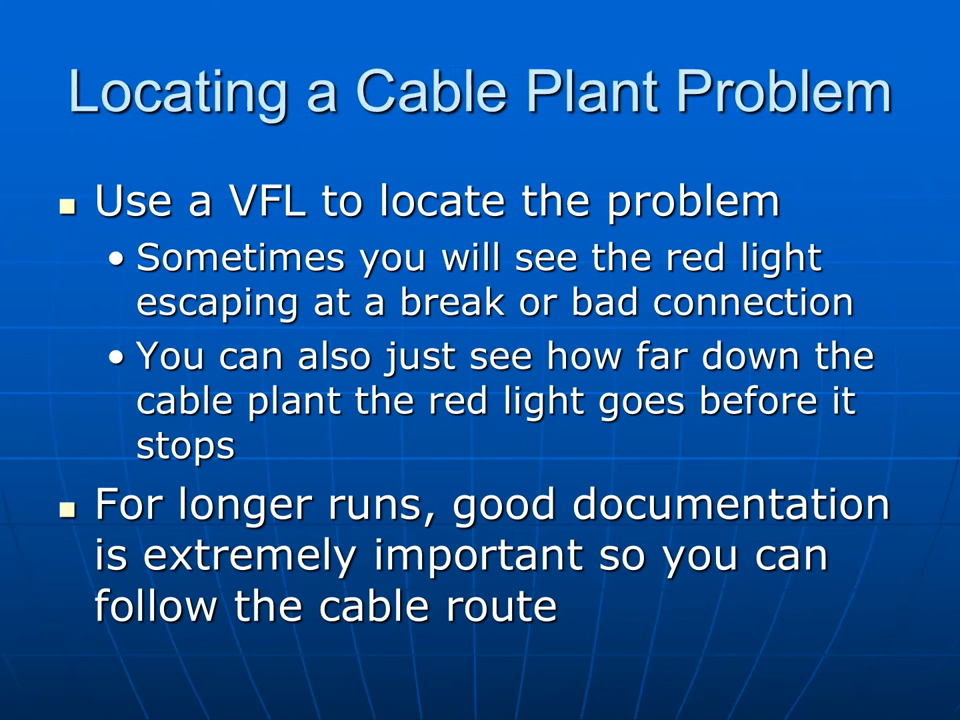 Locating a Cable Plant Problem
Use a VFL to locate the problem
Sometimes you will see the red light
escaping at a break or bad connection
You can also just see how far down the
cable plant the red light goes before it
stops
For longer runs, good documentation
is extremely important so you can
follow the cable route